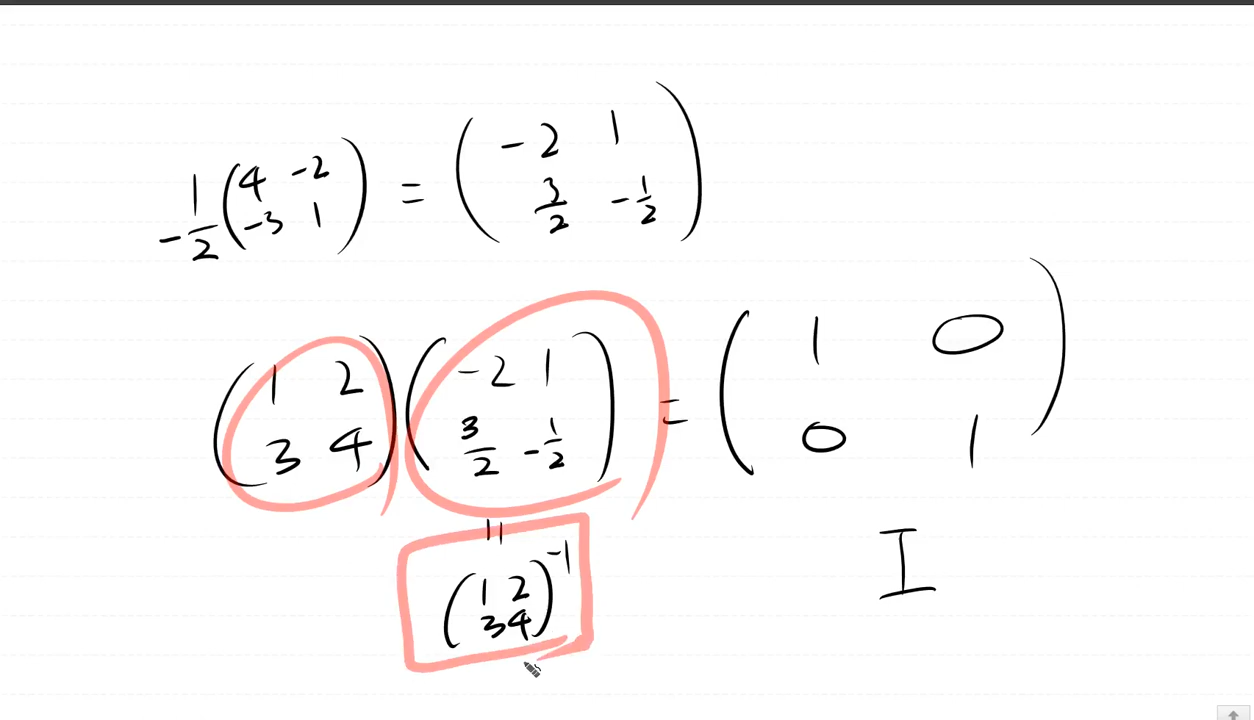 -1/2 (4 -2 = (-2 1
-3 1) 3/2 -1/2)
(1 2 (-2 1 = (1 0
3 4) 3/2 -1/2) 0 1)
=
(1 2 I
3 4)⁻¹